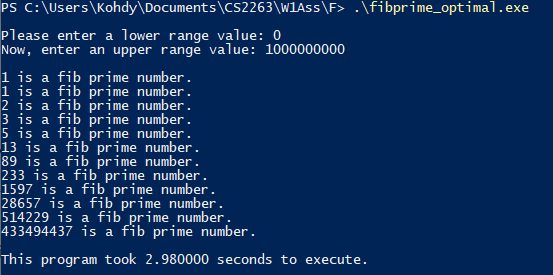 PS C:\Users\Kohdy\Documents\CS2263\W1Ass\F> .\fibprime_optimal.exe
Please enter a lower range value: 0
Now, enter an upper range value: 1000000000
1 is a fib prime number.
1 is a fib prime number.
2 is a fib prime number.
3 is a fib prime number.
5 is a fib prime number.
13 is a fib prime number.
89 is a fib prime number.
233 is a fib prime number.
1597 is a fib prime number.
28657 is a fib prime number.
514229 is a fib prime number.
433494437 is a fib prime number.
This program took 2.980000 seconds to execute.